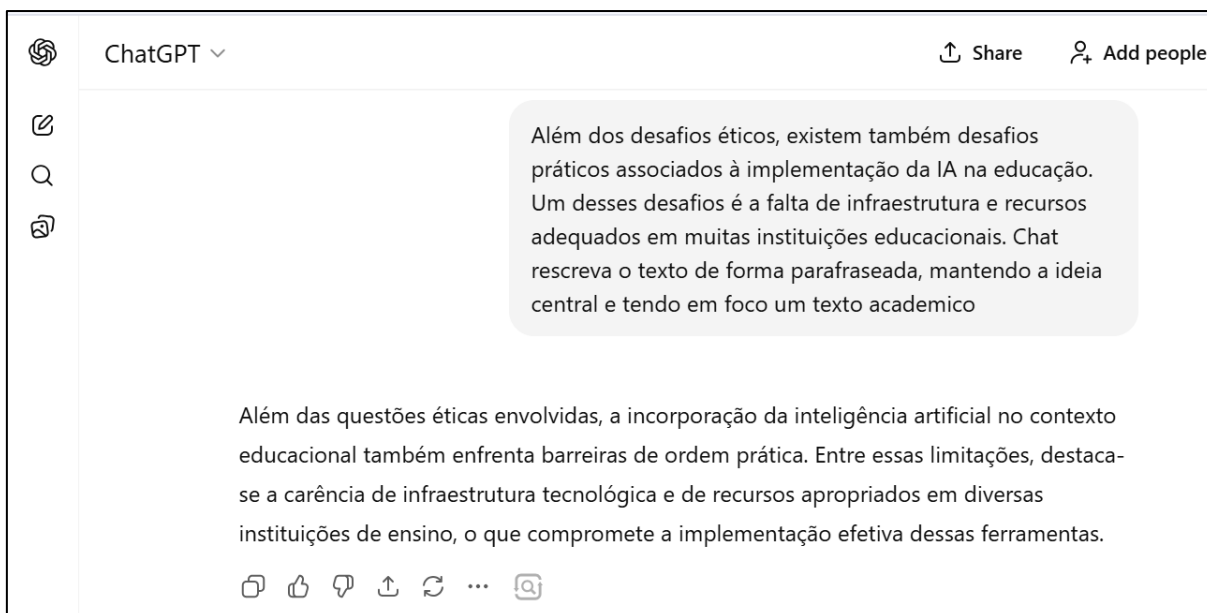 ChatGPT
Share
Add people
Além dos desafios éticos, existem também desafios
práticos associados à implementação da IA na educação.
Um desses desafios é a falta de infraestrutura e recursos
adequados em muitas instituições educacionais. Chat
rescreva o texto de forma parafraseada, mantendo a ideia
central e tendo em foco um texto academico
Além das questões éticas envolvidas, a incorporação da inteligência artificial no contexto
educacional também enfrenta barreiras de ordem prática. Entre essas limitações, destaca-
se a carência de infraestrutura tecnológica e de recursos apropriados em diversas
instituições de ensino, o que compromete a implementação efetiva dessas ferramentas.